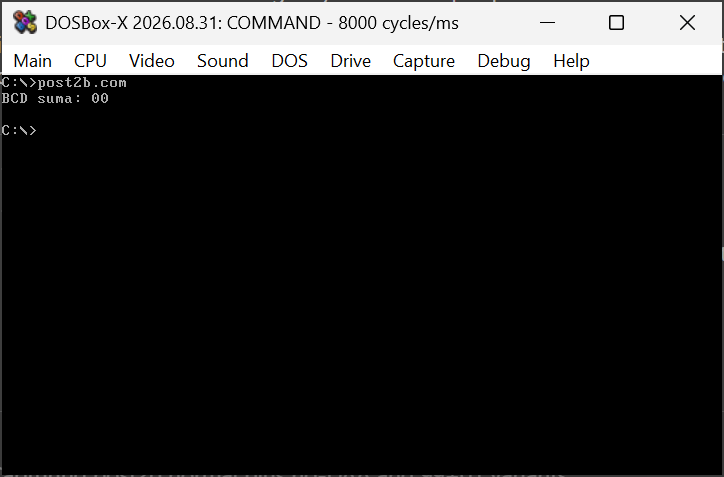 DOSBox-X 2026.08.31: COMMAND - 8000 cycles/ms
Main CPU Video Sound DOS Drive Capture Debug Help
C:\>post2b.com
BCD suma: 00
C:\>